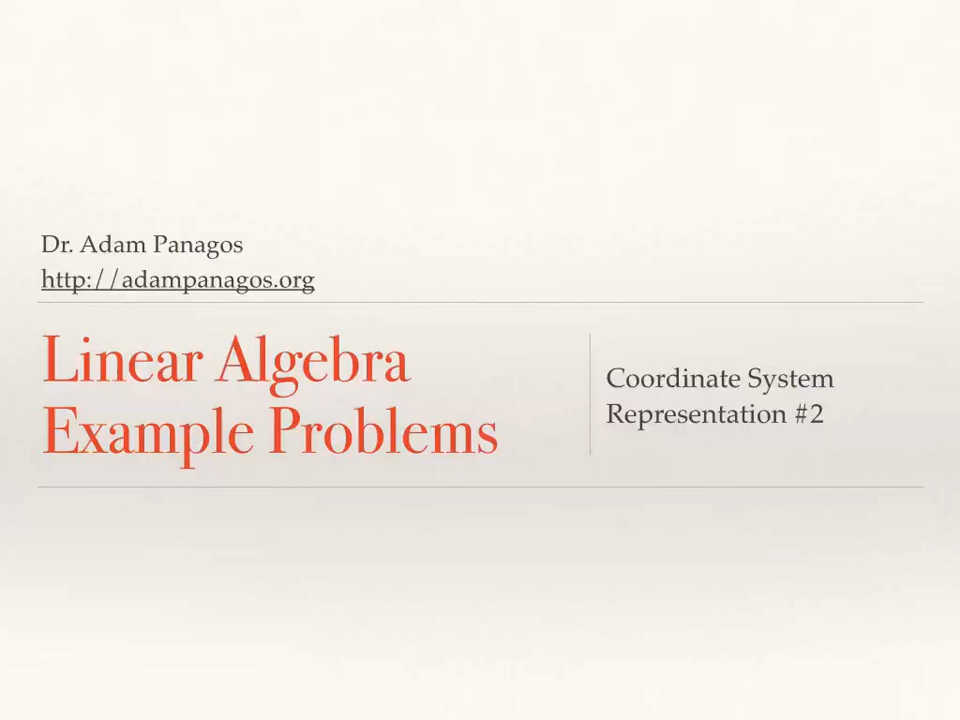 Dr. Adam Panagos
http://adampanagos.org
Linear Algebra
Example Problems
Coordinate System
Representation #2